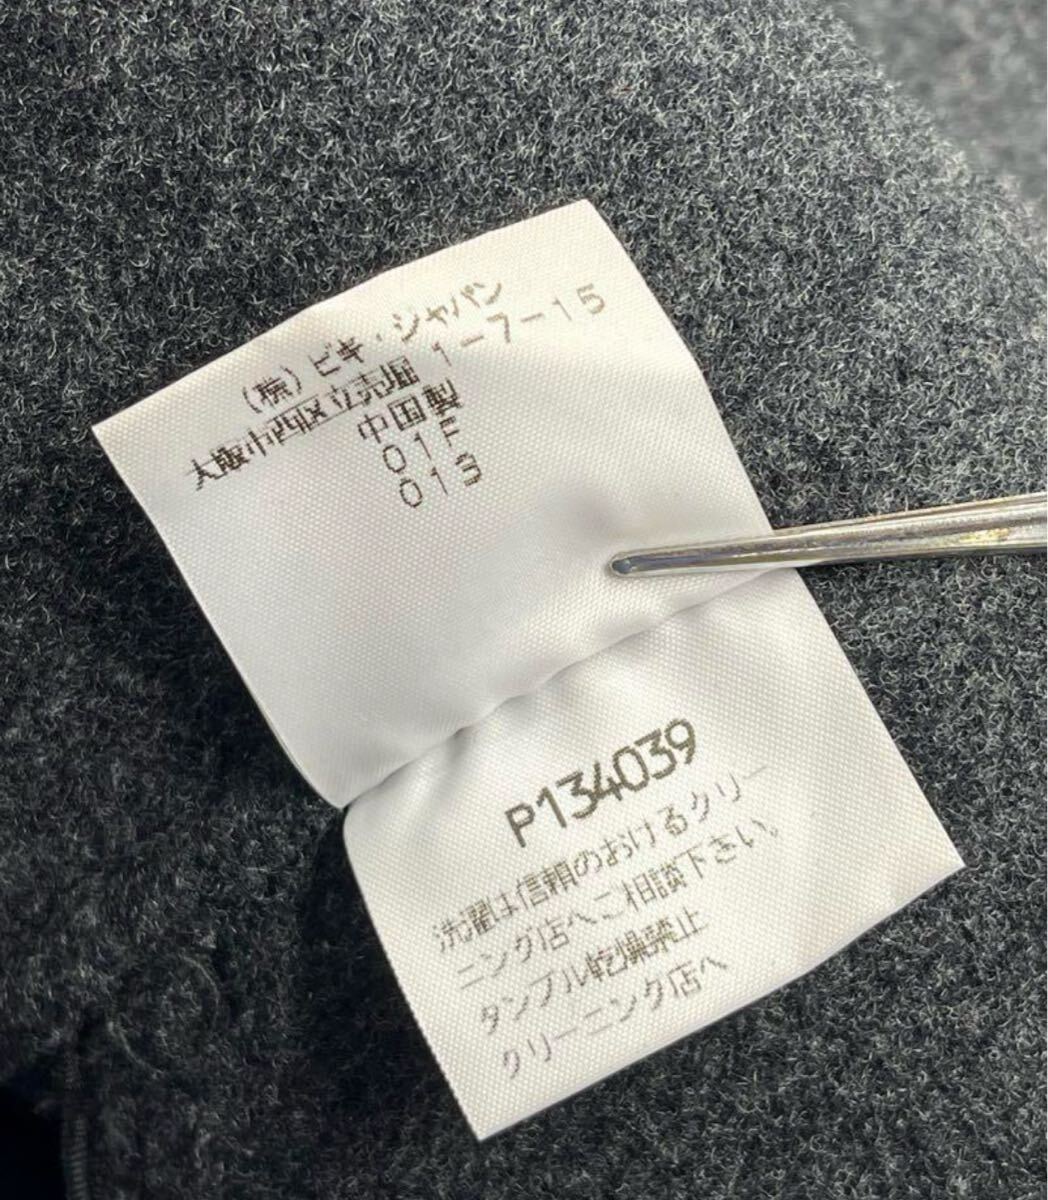 (株)ビキ・ジャパン
大阪市西区立売堀1-7-15
中国製
01F
013
P134039
洗濯は信頼のおけるクリー
ニング店へご相談下さい。
タンブル乾燥禁止
クリーニング店へ